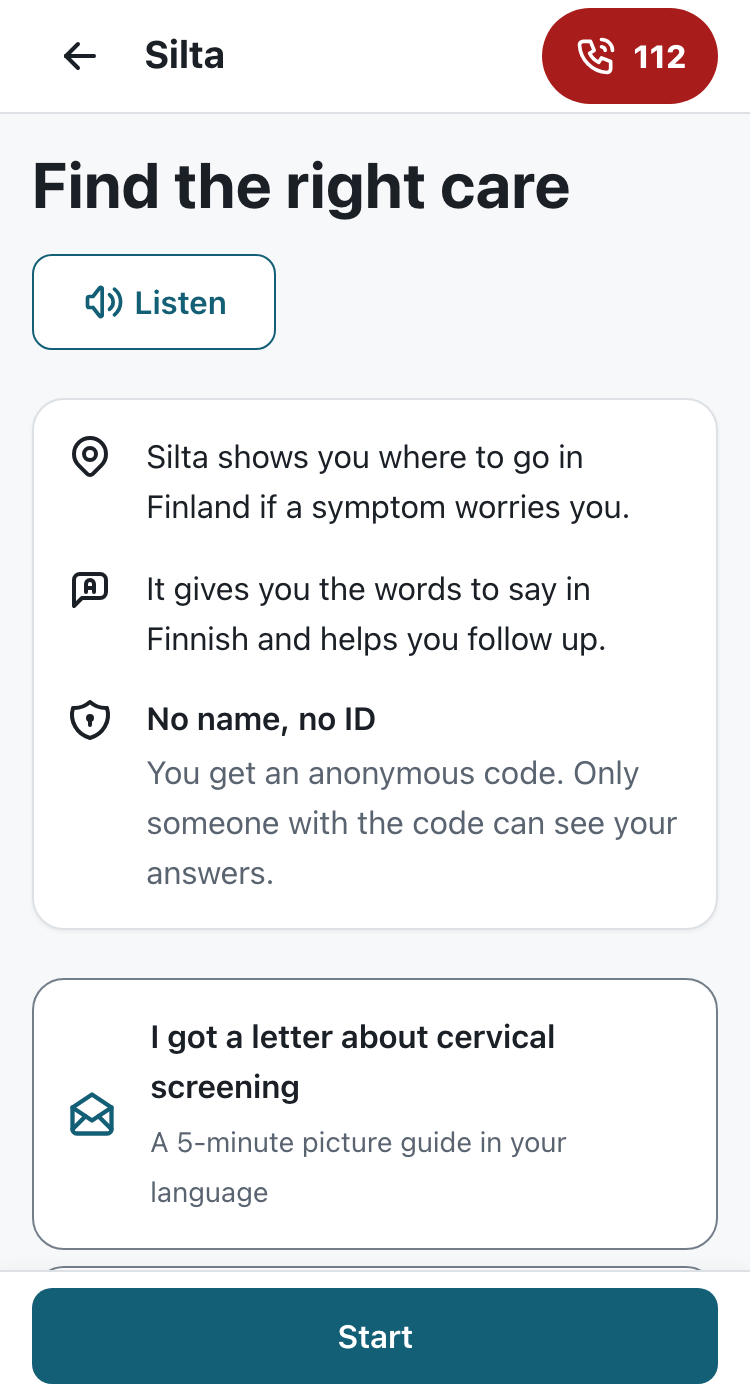 Silta
112
Find the right care
Listen
Silta shows you where to go in
Finland if a symptom worries you.
It gives you the words to say in
Finnish and helps you follow up.
No name, no ID
You get an anonymous code. Only
someone with the code can see your
answers.
I got a letter about cervical
screening
A 5-minute picture guide in your
language
Start